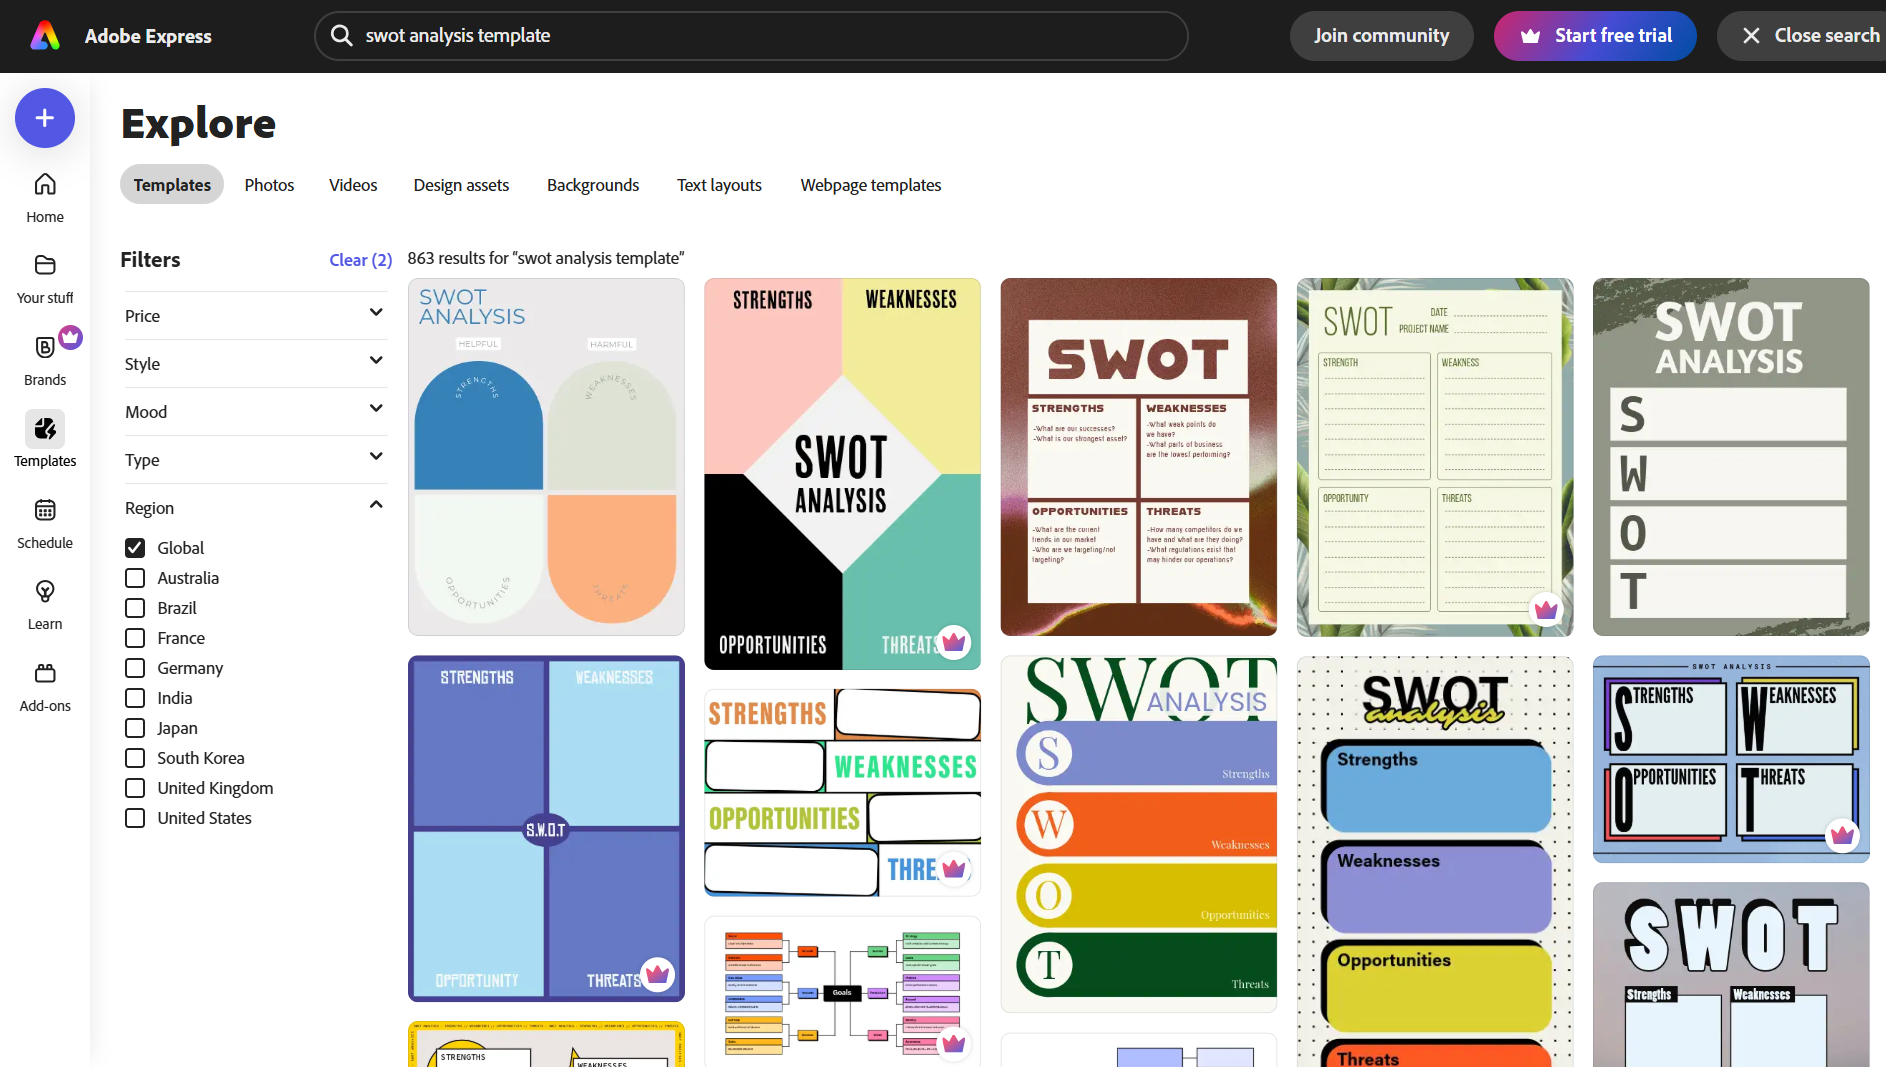 Adobe Express
swot analysis template
Join community
Start free trial
Close search
Explore
Templates
Photos
Videos
Design assets
Backgrounds
Text layouts
Webpage templates
Home
Your stuff
Brands
Templates
Schedule
Learn
Add-ons
Filters
Clear (2)
Price
Style
Mood
Type
Region
Global
Australia
Brazil
France
Germany
India
Japan
South Korea
United Kingdom
United States
863 results for “swot analysis template”
SWOT
ANALYSIS
HELPFUL
HARMFUL
STRENGTHS
WEAKNESSES
OPPORTUNITIES
THREATS
STRENGTHS
WEAKNESSES
SWOT
ANALYSIS
OPPORTUNITIES
THREATS
SWOT
STRENGTHS
-What are our successes?
-What is our strongest asset?
WEAKNESSES
-What weak points do
we have?
-What parts of business
are the lowest performing?
OPPORTUNITIES
-What are the current
trends in our market
-Who are we targeting/not
targeting?
THREATS
-How many competitors do we
have and what are they doing?
-What regulations exist that
may hinder our operations?
SWOT
DATE
PROJECT NAME
STRENGTH
WEAKNESS
OPPORTUNITY
THREATS
SWOT
ANALYSIS
S
W
O
T
STRENGTHS
WEAKNESSES
S.W.O.T
OPPORTUNITY
THREATS
STRENGTHS
WEAKNESSES
OPPORTUNITIES
THRE
SWOT
ANALYSIS
S
Strengths
W
Weaknesses
O
Opportunities
T
Threats
SWOT
analysis
Strengths
Weaknesses
Opportunities
Threats
SWOT ANALYSIS
STRENGTHS
WEAKNESSES
OPPORTUNITIES
THREATS
Goals
SWOT
Strengths
Weaknesses
STRENGTHS
WEAKNESSES